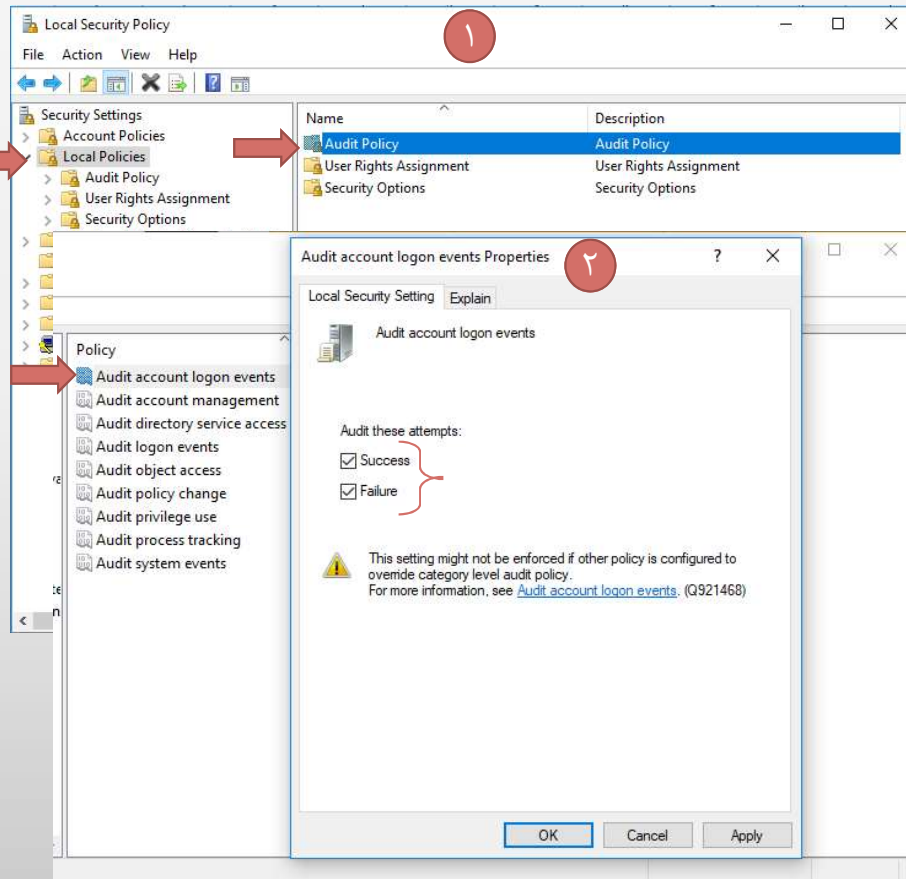 Local Security Policy
١
File Action View Help
Security Settings
Account Policies
Local Policies
Audit Policy
User Rights Assignment
Security Options
Name Description
Audit Policy Audit Policy
User Rights Assignment User Rights Assignment
Security Options Security Options
Policy
Audit account logon events
Audit account management
Audit directory service access
Audit logon events
Audit object access
Audit policy change
Audit privilege use
Audit process tracking
Audit system events
Audit account logon events Properties
٢
?
Local Security Setting Explain
Audit account logon events
Audit these attempts:
Success
Failure
This setting might not be enforced if other policy is configured to
override category level audit policy.
For more information, see Audit account logon events. (Q921468)
OK Cancel Apply